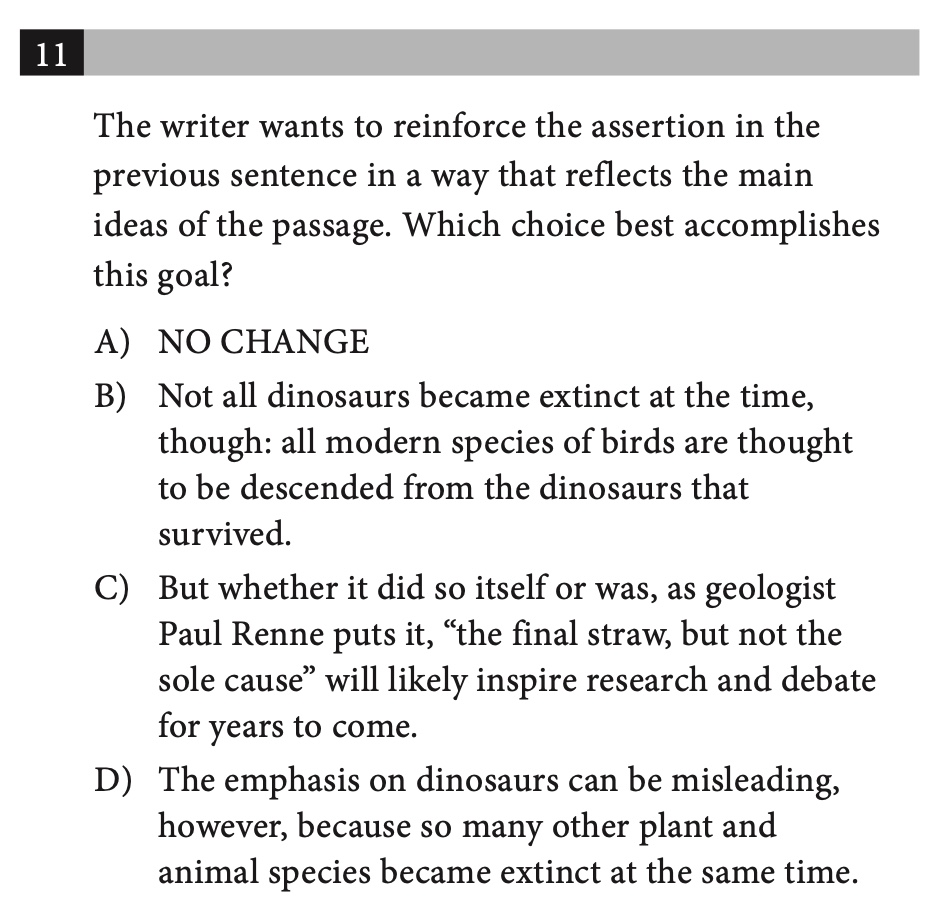 11
The writer wants to reinforce the assertion in the
previous sentence in a way that reflects the main
ideas of the passage. Which choice best accomplishes
this goal?
A) NO CHANGE
B) Not all dinosaurs became extinct at the time,
though: all modern species of birds are thought
to be descended from the dinosaurs that
survived.
C) But whether it did so itself or was, as geologist
Paul Renne puts it, “the final straw, but not the
sole cause” will likely inspire research and debate
for years to come.
D) The emphasis on dinosaurs can be misleading,
however, because so many other plant and
animal species became extinct at the same time.